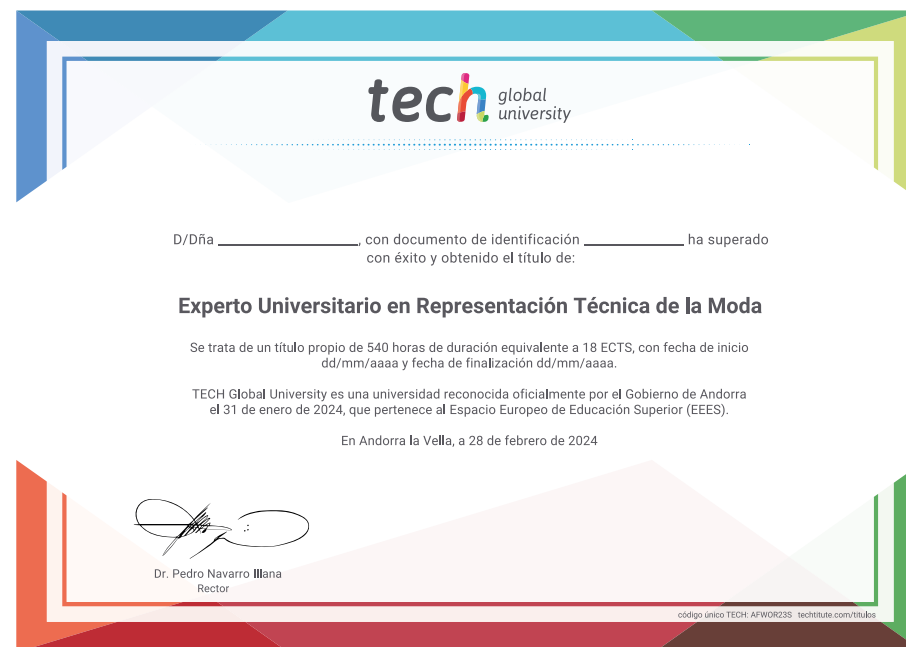 tech global university
D/Dña ______________, con documento de identificación __________ ha superado
con éxito y obtenido el título de:
Experto Universitario en Representación Técnica de la Moda
Se trata de un título propio de 540 horas de duración equivalente a 18 ECTS, con fecha de inicio
dd/mm/aaaa y fecha de finalización dd/mm/aaaa.
TECH Global University es una universidad reconocida oficialmente por el Gobierno de Andorra
el 31 de enero de 2024, que pertenece al Espacio Europeo de Educación Superior (EEES).
En Andorra la Vella, a 28 de febrero de 2024
Dr. Pedro Navarro Illana
Rector
código único TECH: AFWOR23S techtitute.com/titulos